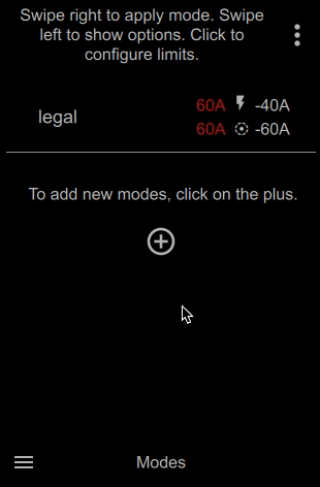 Swipe right to apply mode. Swipe
left to show options. Click to
configure limits.
legal
60A -40A
60A -60A
To add new modes, click on the plus.
Modes